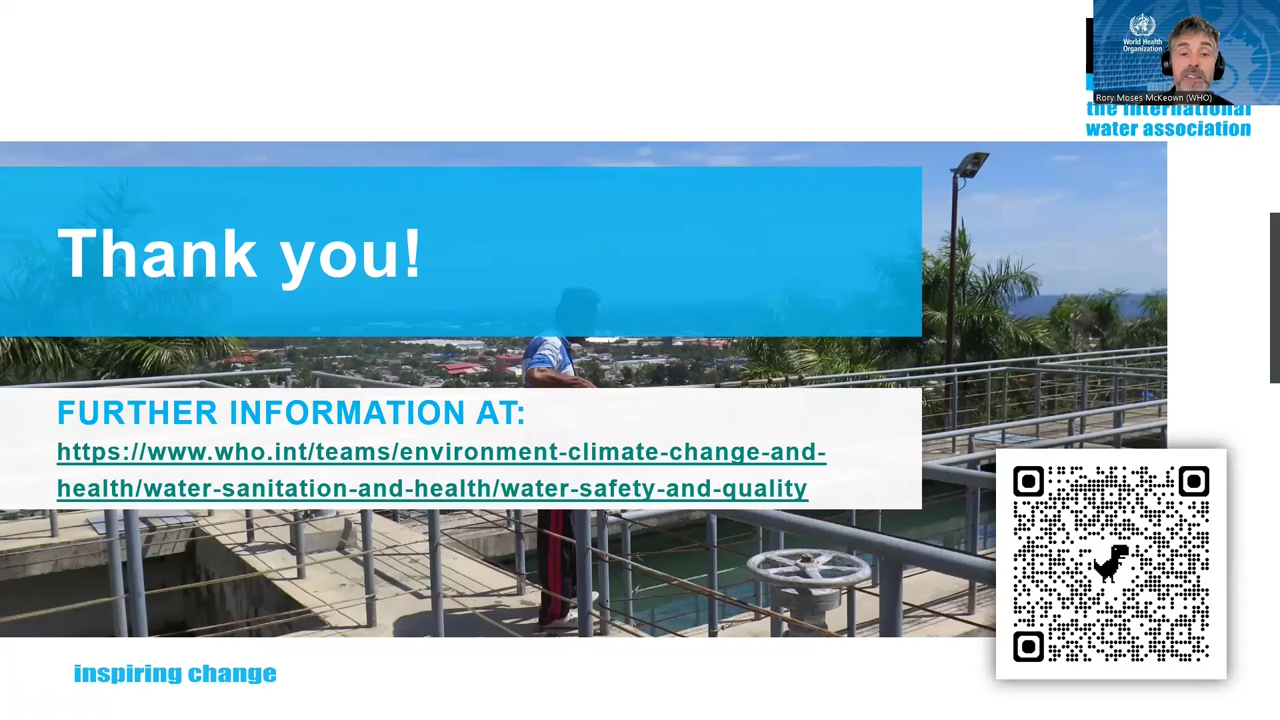 World Health
Organization
Rory Moses McKeown (WHO)
the international
water association
Thank you!
FURTHER INFORMATION AT:
https://www.who.int/teams/environment-climate-change-and-
health/water-sanitation-and-health/water-safety-and-quality
inspiring change